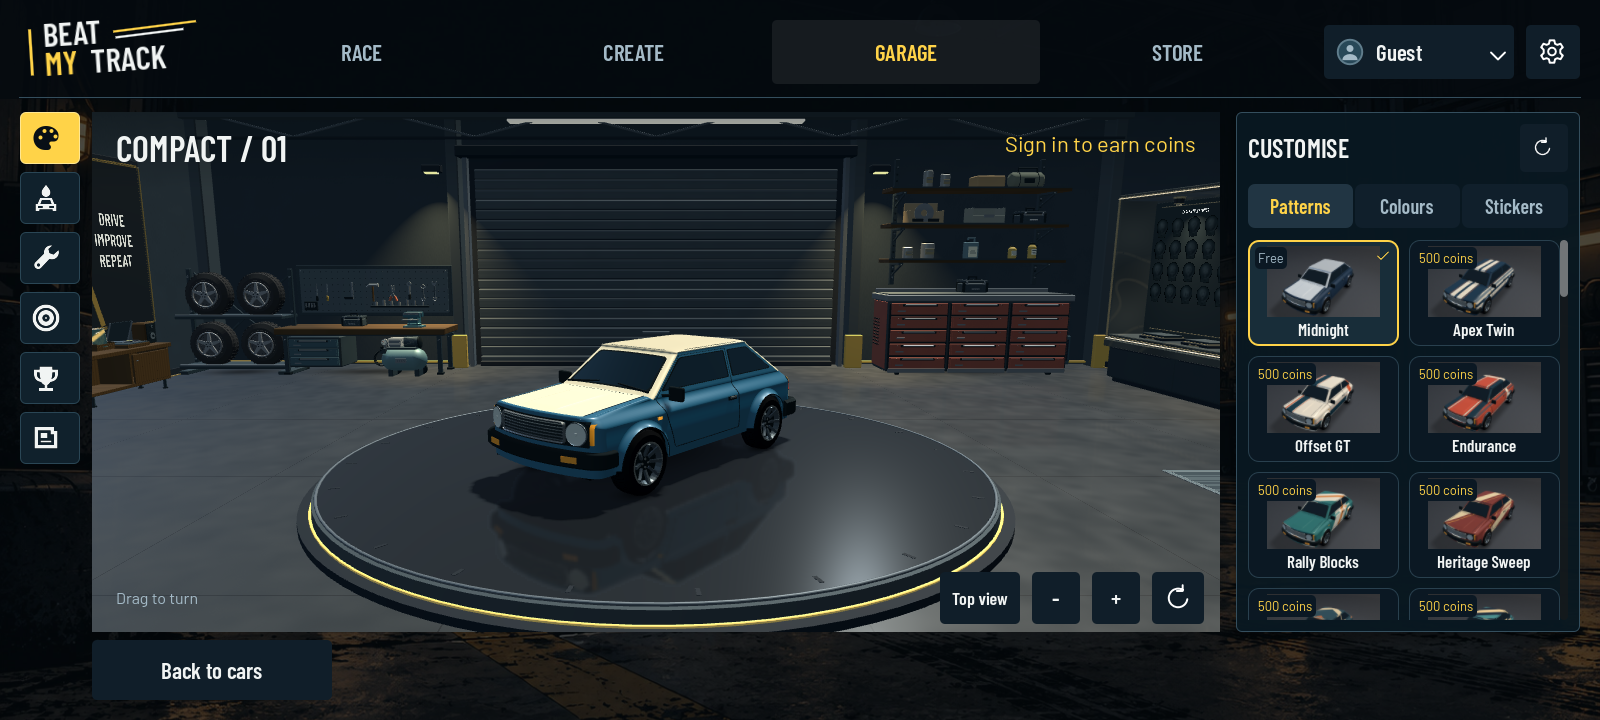 BEAT
MY TRACK
RACE
CREATE
GARAGE
STORE
Guest
COMPACT / 01
Sign in to earn coins
DRIVE
IMPROVE
REPEAT
Drag to turn
Top view
-
+
Back to cars
CUSTOMISE
Patterns
Colours
Stickers
Free
Midnight
500 coins
Apex Twin
500 coins
Offset GT
500 coins
Endurance
500 coins
Rally Blocks
500 coins
Heritage Sweep
500 coins
500 coins